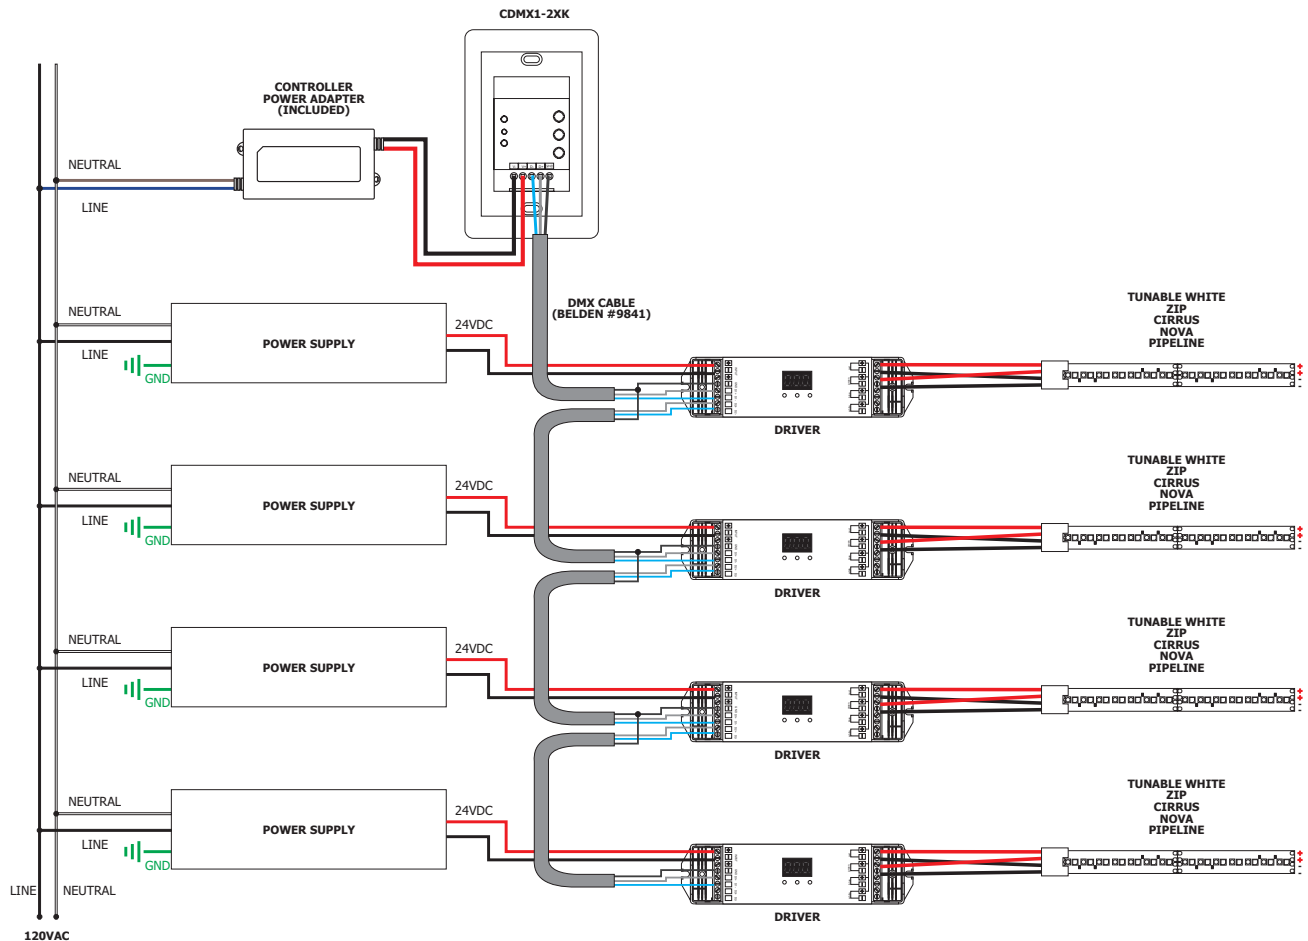 CDMX1-2XK
CONTROLLER
POWER ADAPTER
(INCLUDED)
NEUTRAL
LINE
DMX CABLE
(BELDEN #9841)
NEUTRAL
LINE
GND
POWER SUPPLY
24VDC
DRIVER
TUNABLE WHITE
ZIP
CIRRUS
NOVA
PIPELINE
+
+
-
-
NEUTRAL
LINE
GND
POWER SUPPLY
24VDC
DRIVER
TUNABLE WHITE
ZIP
CIRRUS
NOVA
PIPELINE
+
+
-
-
NEUTRAL
LINE
GND
POWER SUPPLY
24VDC
DRIVER
TUNABLE WHITE
ZIP
CIRRUS
NOVA
PIPELINE
+
+
-
-
NEUTRAL
LINE
GND
POWER SUPPLY
24VDC
DRIVER
TUNABLE WHITE
ZIP
CIRRUS
NOVA
PIPELINE
+
+
-
-
LINE
NEUTRAL
120VAC